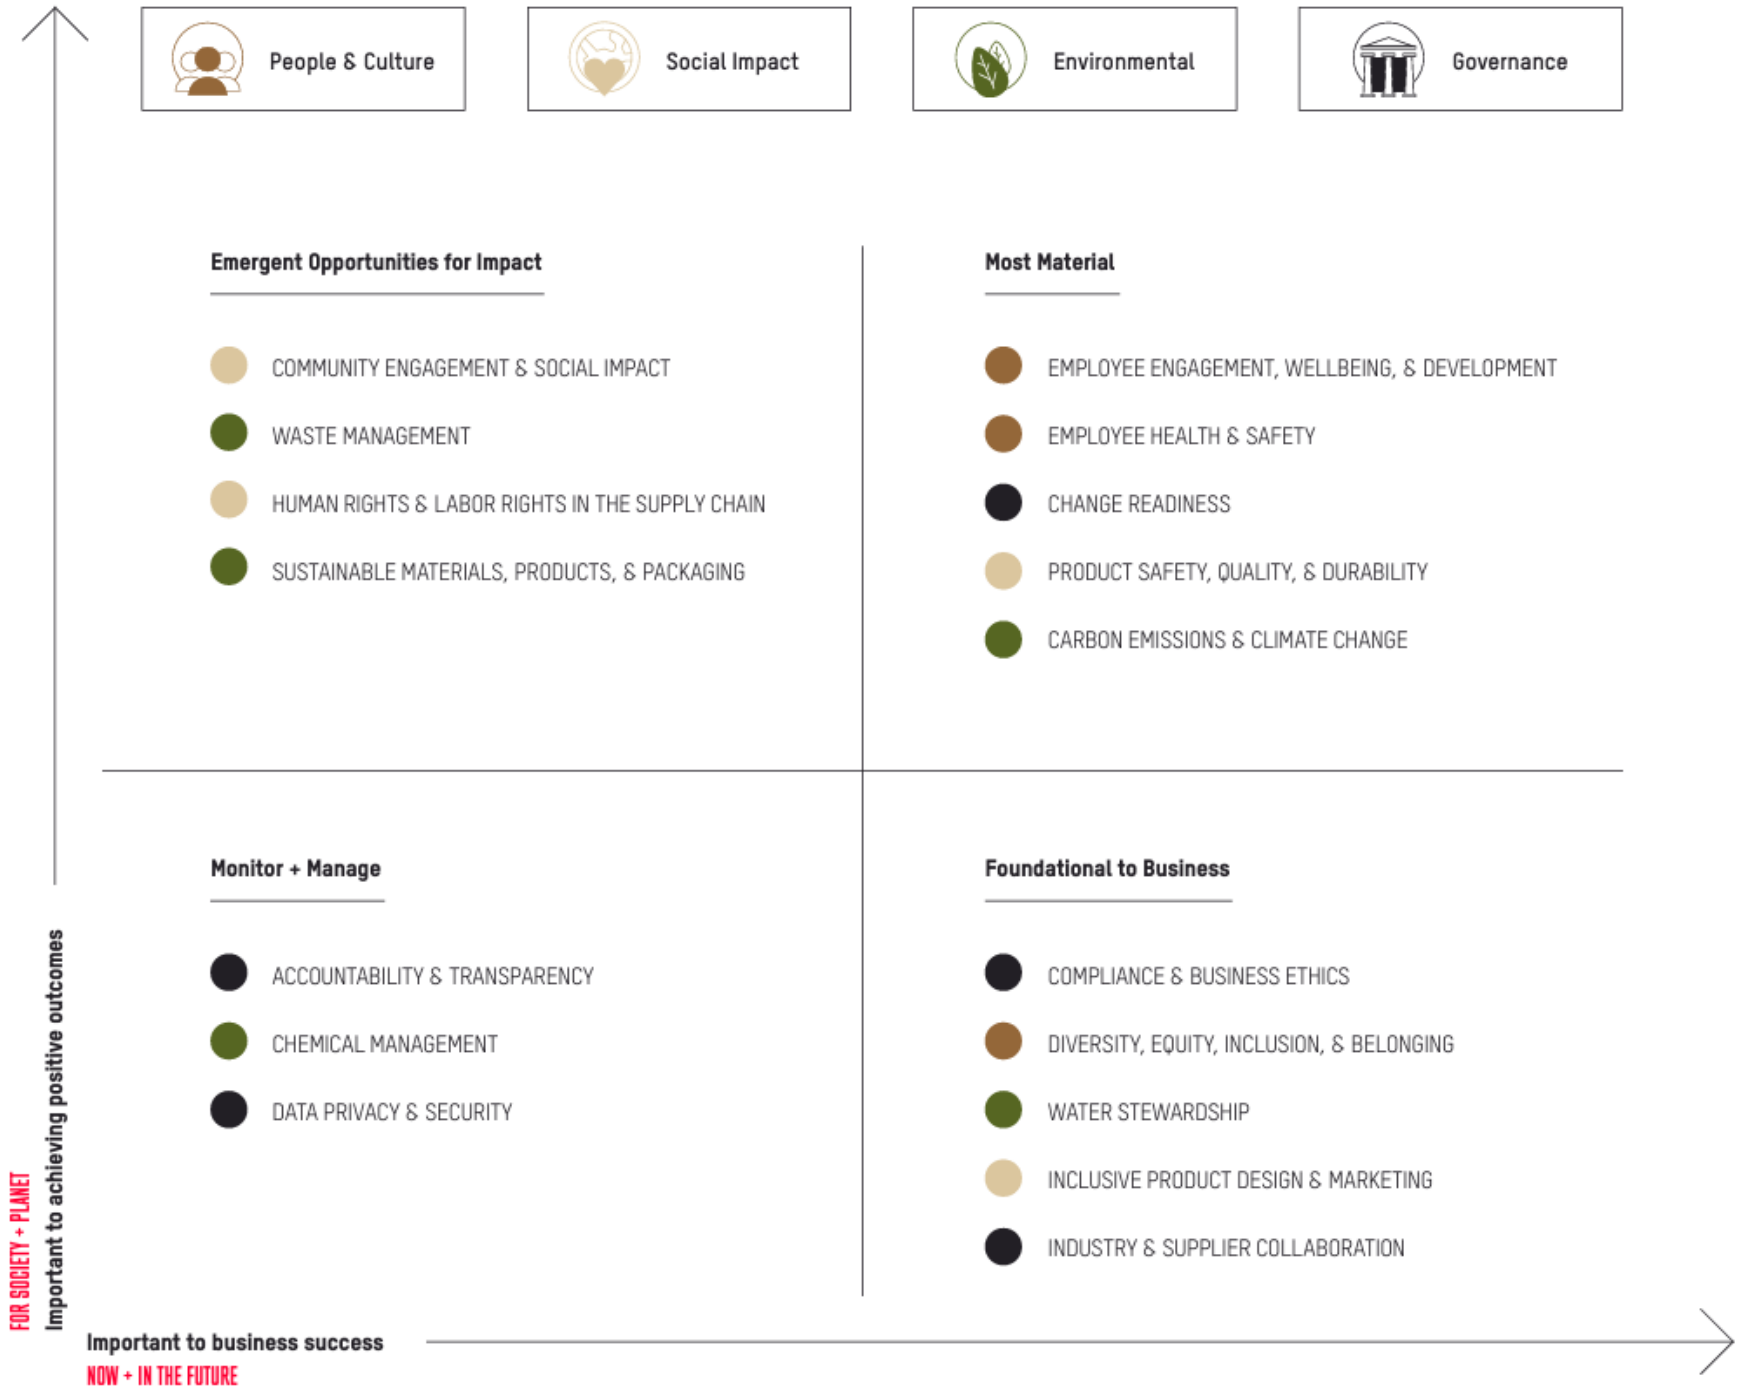 People & Culture
Social Impact
Environmental
Governance
Emergent Opportunities for Impact
COMMUNITY ENGAGEMENT & SOCIAL IMPACT
WASTE MANAGEMENT
HUMAN RIGHTS & LABOR RIGHTS IN THE SUPPLY CHAIN
SUSTAINABLE MATERIALS, PRODUCTS, & PACKAGING
Most Material
EMPLOYEE ENGAGEMENT, WELLBEING, & DEVELOPMENT
EMPLOYEE HEALTH & SAFETY
CHANGE READINESS
PRODUCT SAFETY, QUALITY, & DURABILITY
CARBON EMISSIONS & CLIMATE CHANGE
Monitor + Manage
ACCOUNTABILITY & TRANSPARENCY
CHEMICAL MANAGEMENT
DATA PRIVACY & SECURITY
Foundational to Business
COMPLIANCE & BUSINESS ETHICS
DIVERSITY, EQUITY, INCLUSION, & BELONGING
WATER STEWARDSHIP
INCLUSIVE PRODUCT DESIGN & MARKETING
INDUSTRY & SUPPLIER COLLABORATION
FOR SOCIETY + PLANET
Important to achieving positive outcomes
Important to business success
NOW + IN THE FUTURE